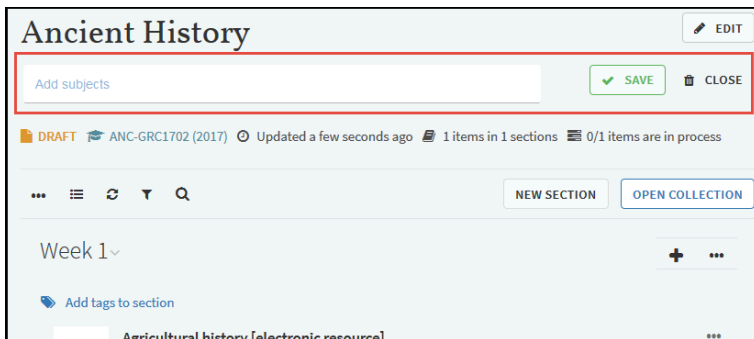 Ancient History
EDIT
Add subjects
SAVE
CLOSE
DRAFT ANC-GRC1702 (2017) Updated a few seconds ago 1 items in 1 sections 0/1 items are in process
NEW SECTION
OPEN COLLECTION
Week 1
Add tags to section
Agricultural history [electronic resource]